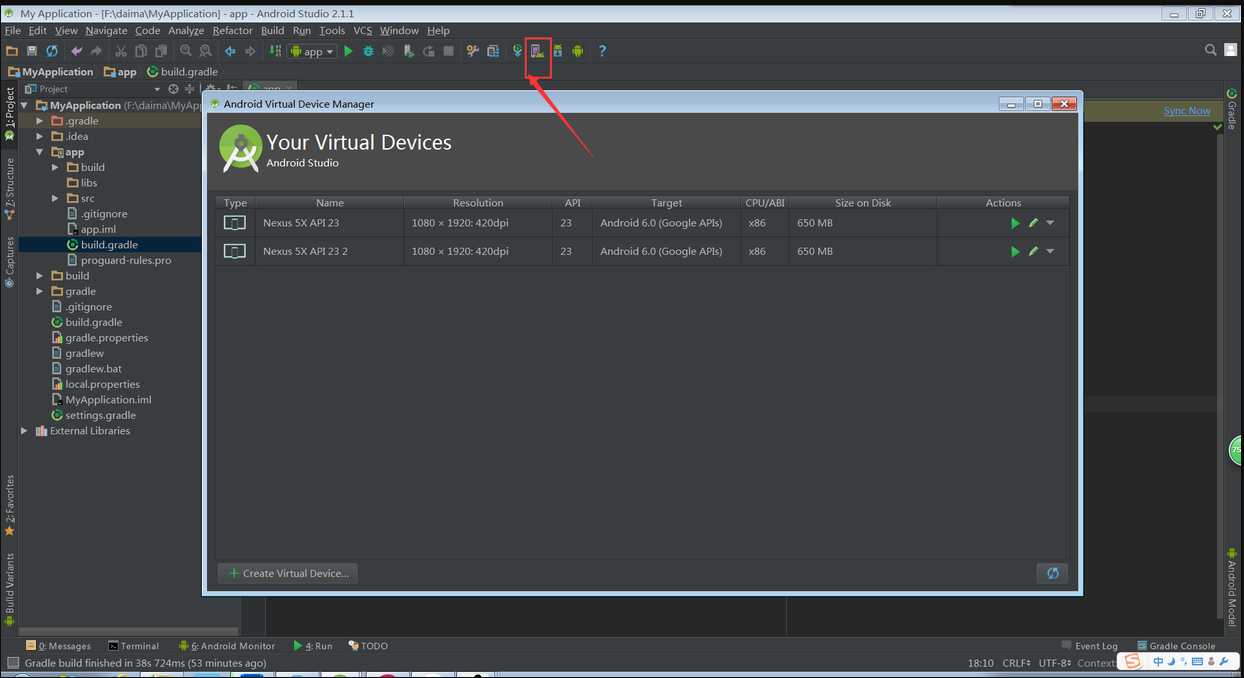 My Application - [F:\daima\MyApplication] - app - Android Studio 2.1.1
File Edit View Navigate Code Analyze Refactor Build Run Tools VCS Window Help
app
MyApplication app build.gradle
Project
app
1: Project
MyApplication (F:\daima\MyApp
.gradle
.idea
app
build
libs
src
.gitignore
app.iml
build.gradle
proguard-rules.pro
build
gradle
.gitignore
build.gradle
gradle.properties
gradlew
gradlew.bat
local.properties
MyApplication.iml
settings.gradle
External Libraries
Z: Structure
Captures
2: Favorites
Build Variants
Android Virtual Device Manager
Your Virtual Devices
Android Studio
Type Name Resolution API Target CPU/ABI Size on Disk Actions
Nexus 5X API 23 1080 × 1920: 420dpi 23 Android 6.0 (Google APIs) x86 650 MB
Nexus 5X API 23 2 1080 × 1920: 420dpi 23 Android 6.0 (Google APIs) x86 650 MB
Create Virtual Device...
Sync Now
Gradle
75
Android Model
0: Messages Terminal 6: Android Monitor 4: Run TODO Event Log Gradle Console
Gradle build finished in 38s 724ms (53 minutes ago) 18:10 CRLF UTF-8 Context:
S 中